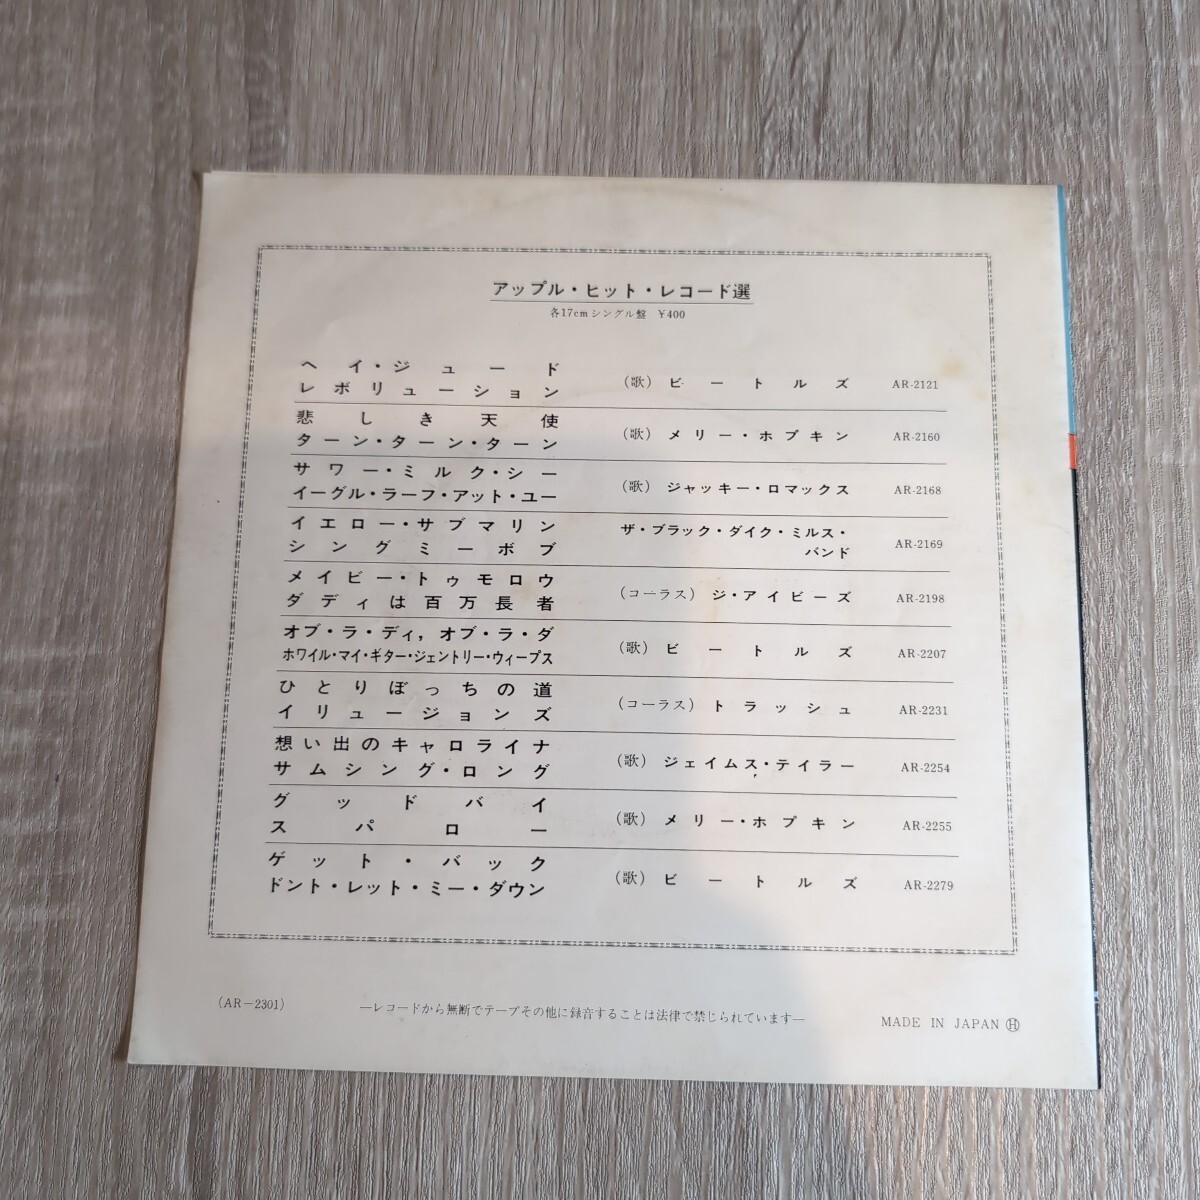 アップル・ヒット・レコード選
各17cmシングル盤 ¥400
ヘイ・ジュード
レボリューション
(歌) ビートルズ AR-2121
悲しき天使
ターン・ターン・ターン
(歌) メリー・ホプキン AR-2160
サワー・ミルク・シー
イーグル・ラーフ・アット・ユー
(歌) ジャッキー・ロマックス AR-2168
イエロー・サブマリン
シングミーボブ
ザ・ブラック・ダイク・ミルス・
バンド
AR-2169
メイビー・トゥモロウ
ダディは百万長者
(コーラス) ジ・アイビーズ AR-2198
オブ・ラ・ディ, オブ・ラ・ダ
ホワイル・マイ・ギター・ジェントリー・ウィープス
(歌) ビートルズ AR-2207
ひとりぼっちの道
イリュージョンズ
(コーラス) トラッシュ AR-2231
想い出のキャロライナ
サムシング・ロング
(歌) ジェイムス・テイラー AR-2254
グッドバイ
スパロー
(歌) メリー・ホプキン AR-2255
ゲット・バック
ドント・レット・ミー・ダウン
(歌) ビートルズ AR-2279
(AR-2301)
―レコードから無断でテープその他に録音することは法律で禁じられています―
MADE IN JAPAN Ⓗ